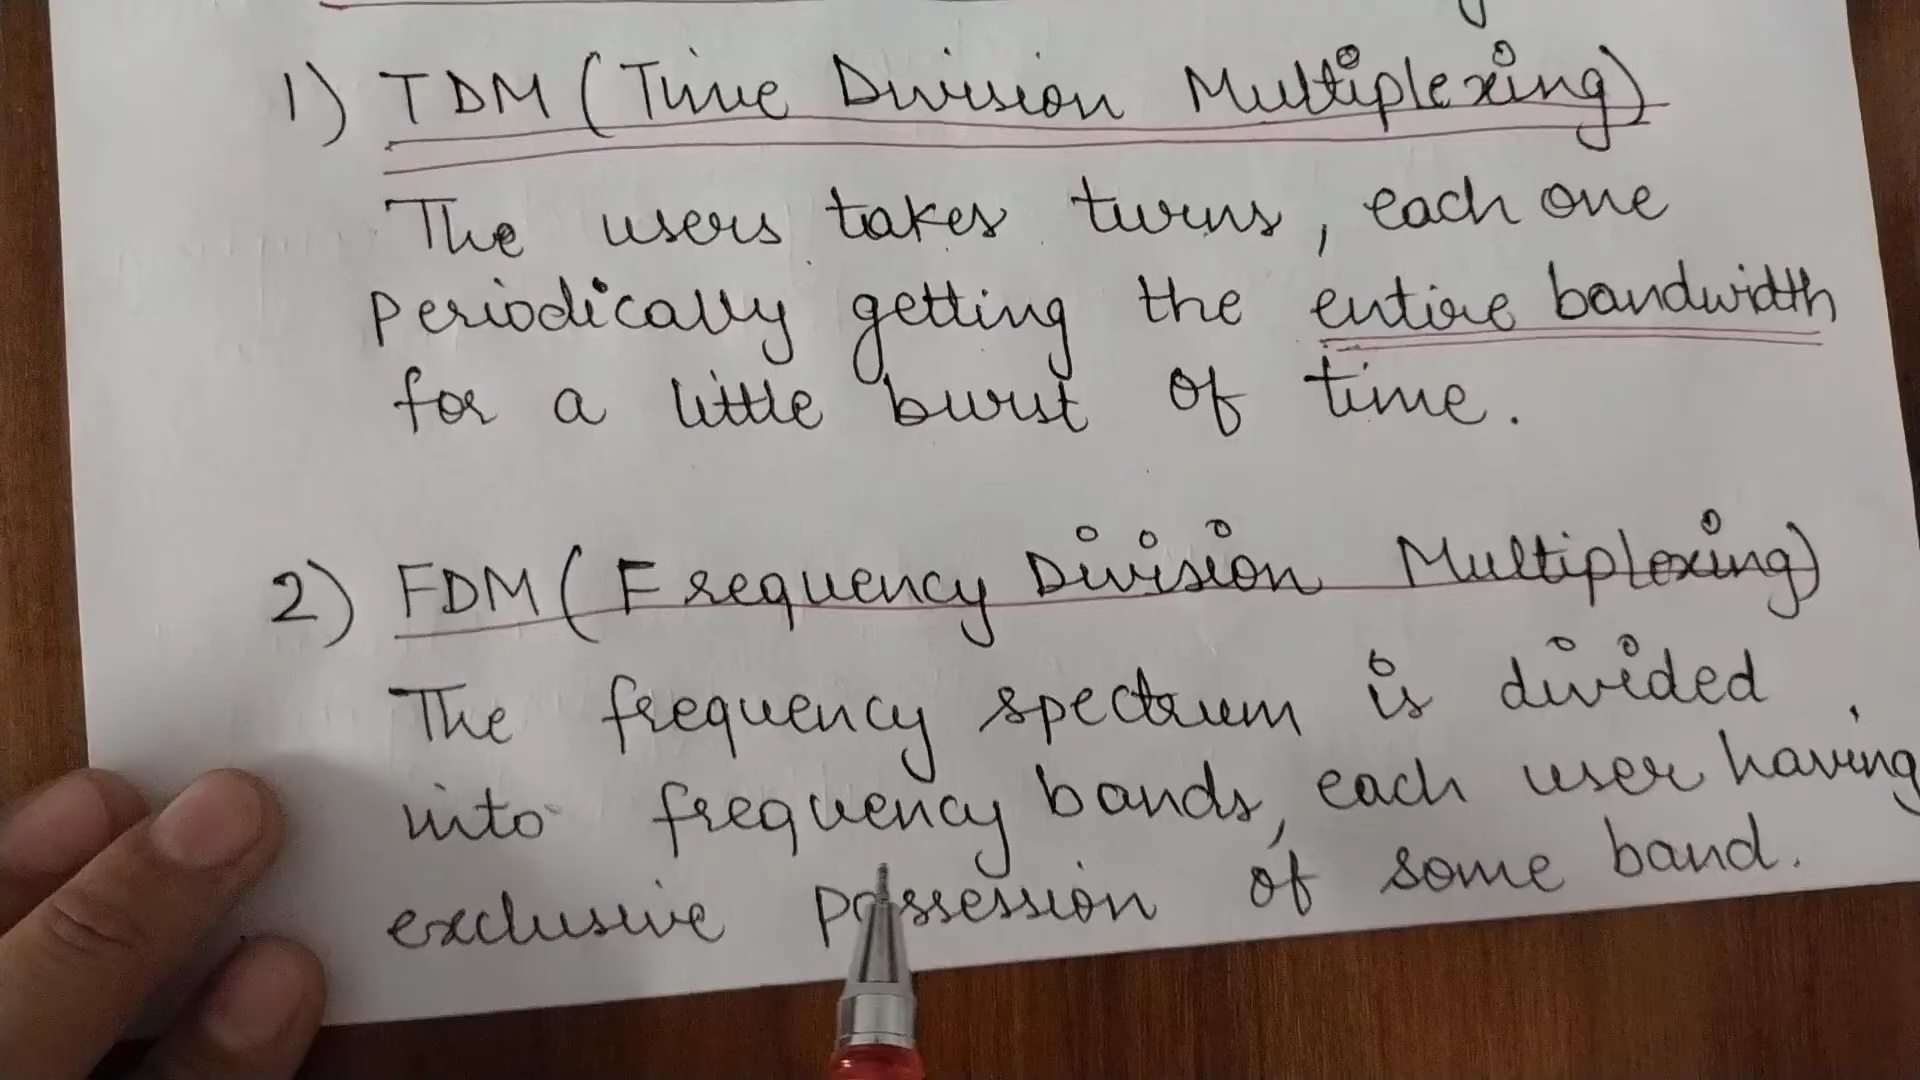 1) TDM (Time Division Multiplexing)
The users takes turns, each one
periodically getting the entire bandwidth
for a little burst of time.
2) FDM (Frequency Division Multiplexing)
The frequency spectrum is divided
into frequency bands, each user having
exclusive possession of some band.